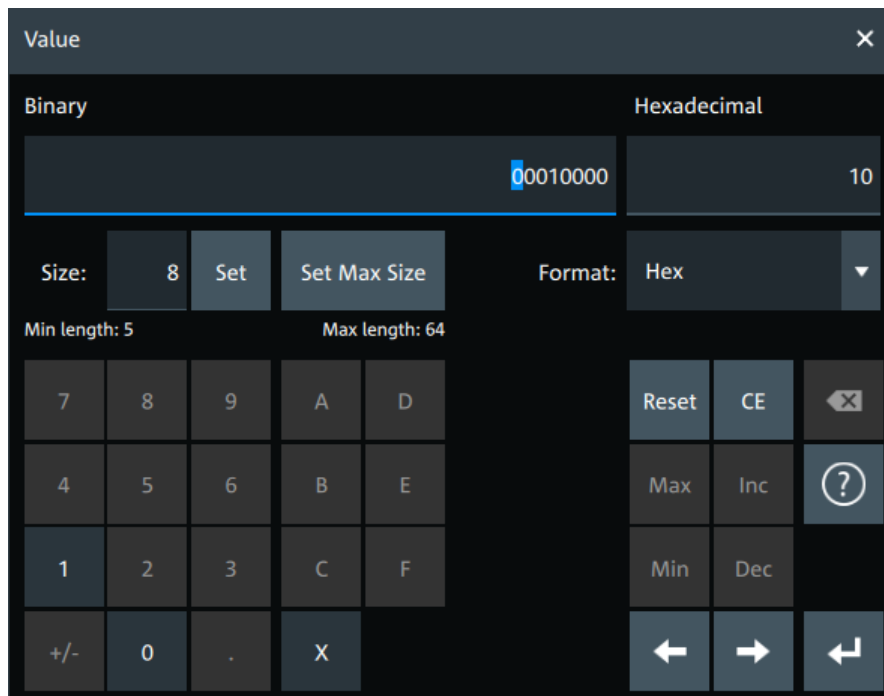 Value
Binary Hexadecimal
00010000 10
Size: 8 Set Set Max Size Format: Hex
Min length: 5 Max length: 64
7 8 9 A D Reset CE
4 5 6 B E Max Inc ?
1 2 3 C F Min Dec
+/- 0 . X